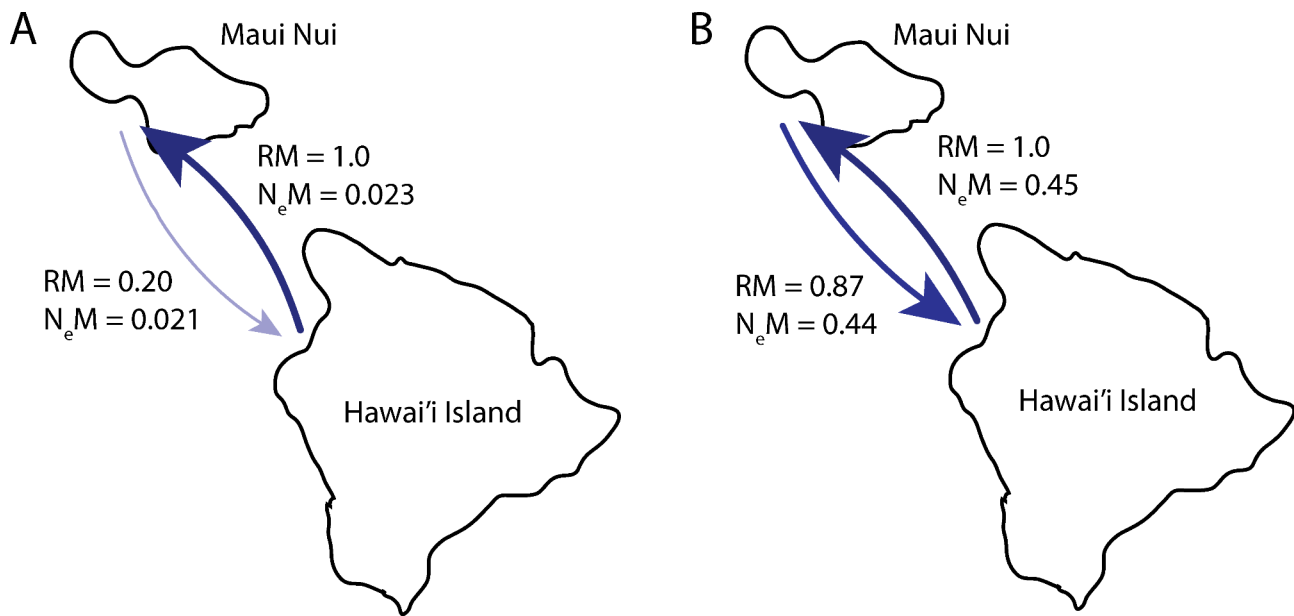 A
Maui Nui
RM = 1.0
NₑM = 0.023
RM = 0.20
NₑM = 0.021
Hawai'i Island
B
Maui Nui
RM = 1.0
NₑM = 0.45
RM = 0.87
NₑM = 0.44
Hawai'i Island